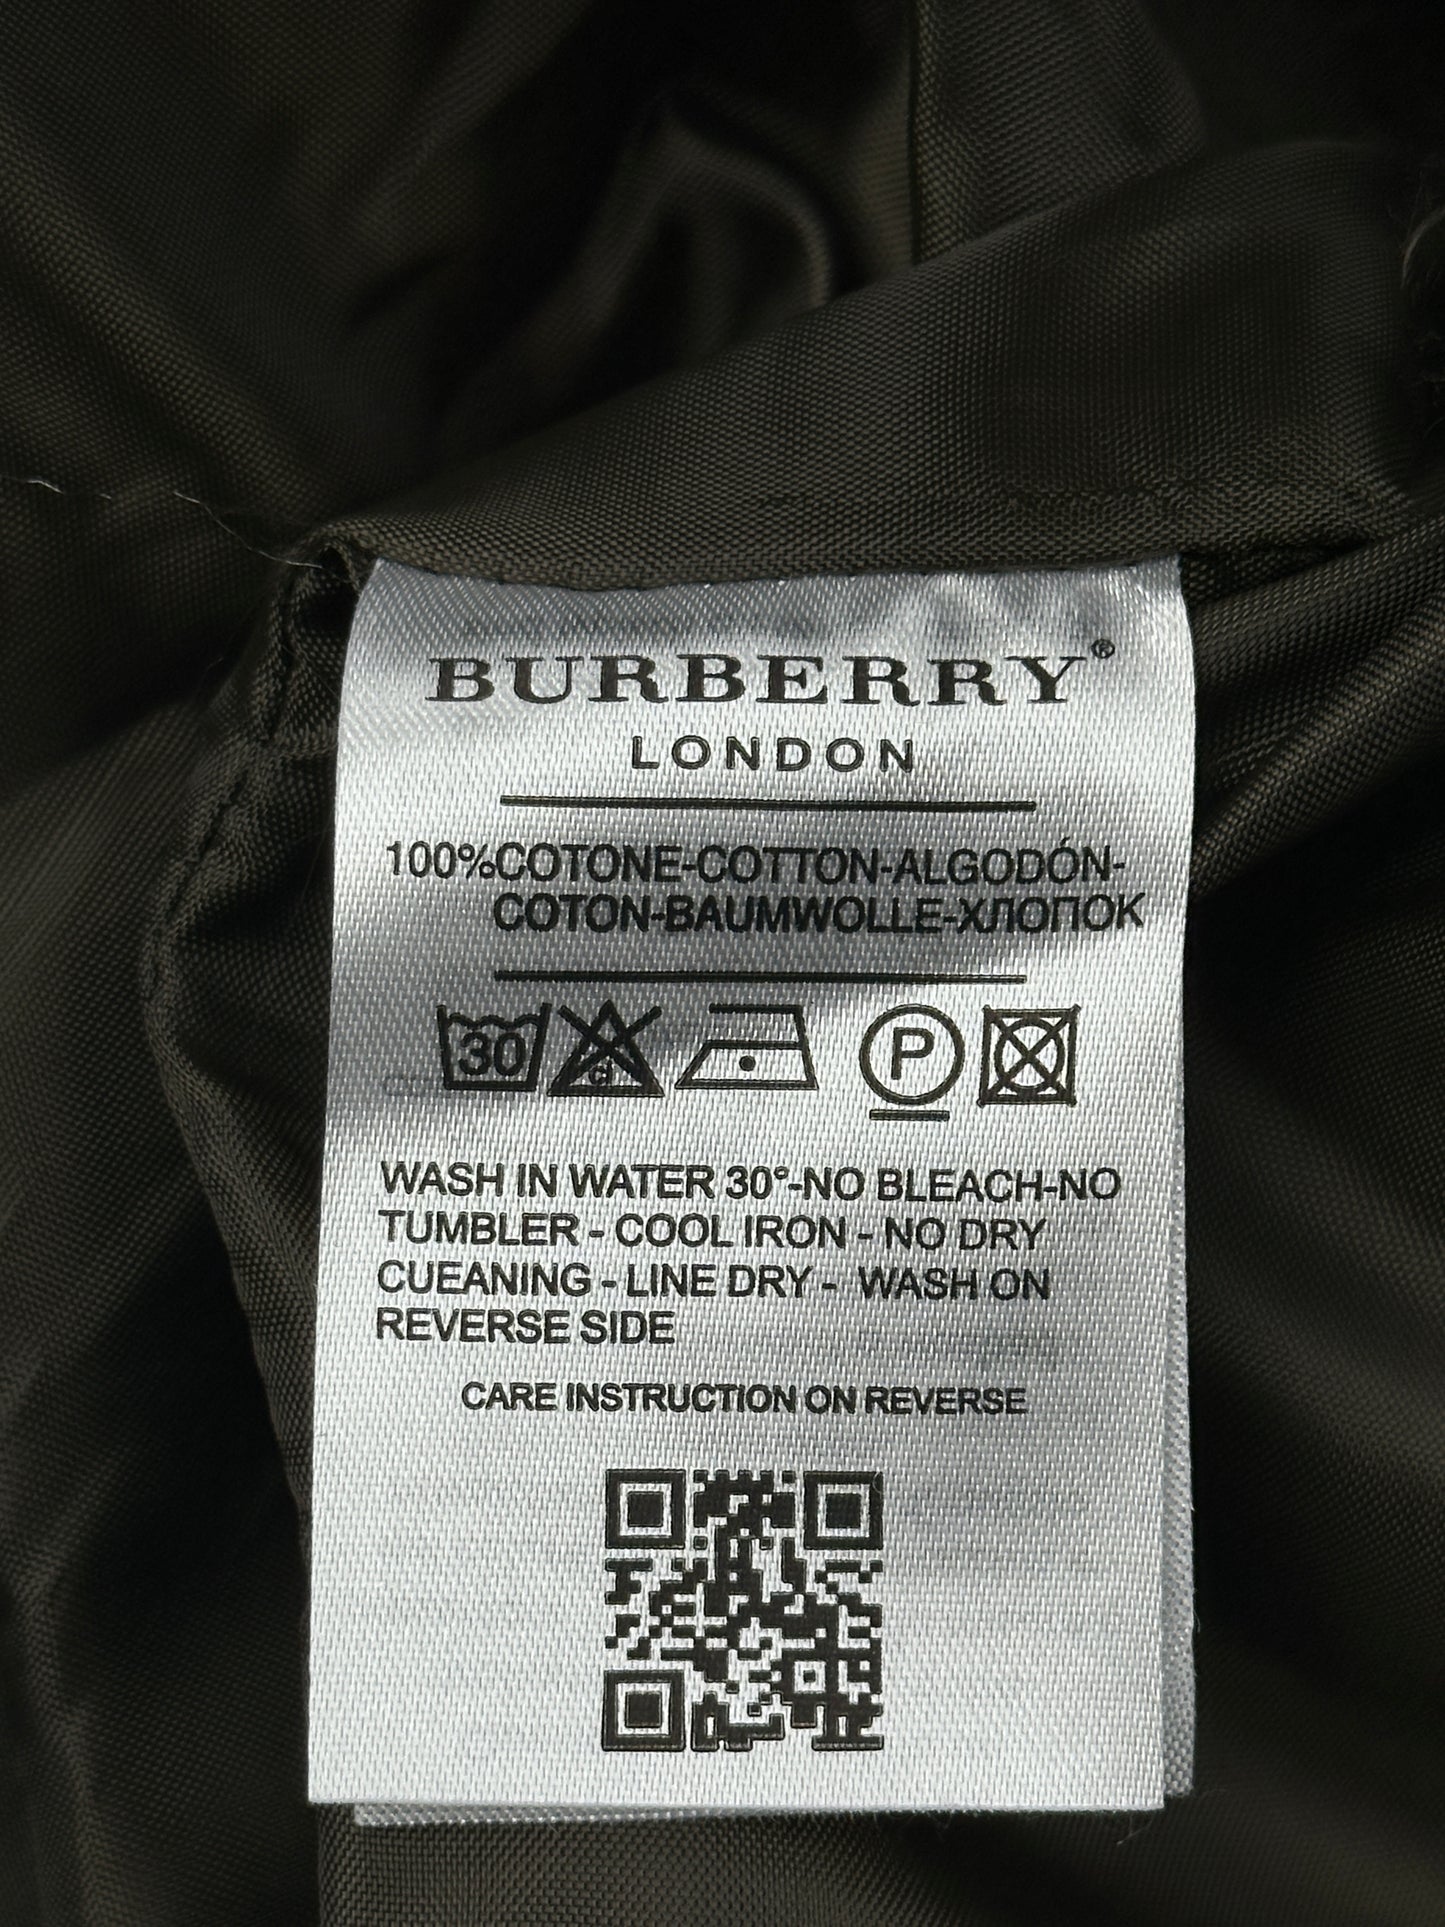 BURBERRY®
LONDON
100%COTONE-COTTON-ALGODÓN-
COTON-BAUMWOLLE-ХЛОПОК
30 cl P
WASH IN WATER 30°-NO BLEACH-NO
TUMBLER - COOL IRON - NO DRY
CUEANING - LINE DRY - WASH ON
REVERSE SIDE
CARE INSTRUCTION ON REVERSE